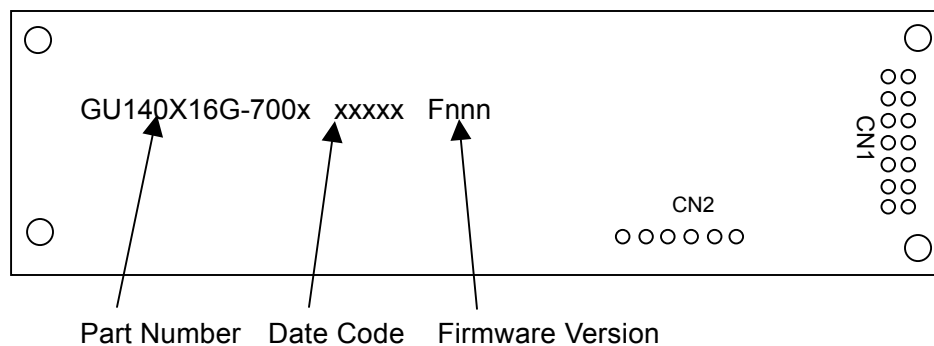 GU140X16G-700x xxxxx Fnnn
CN1
CN2
Part Number Date Code Firmware Version